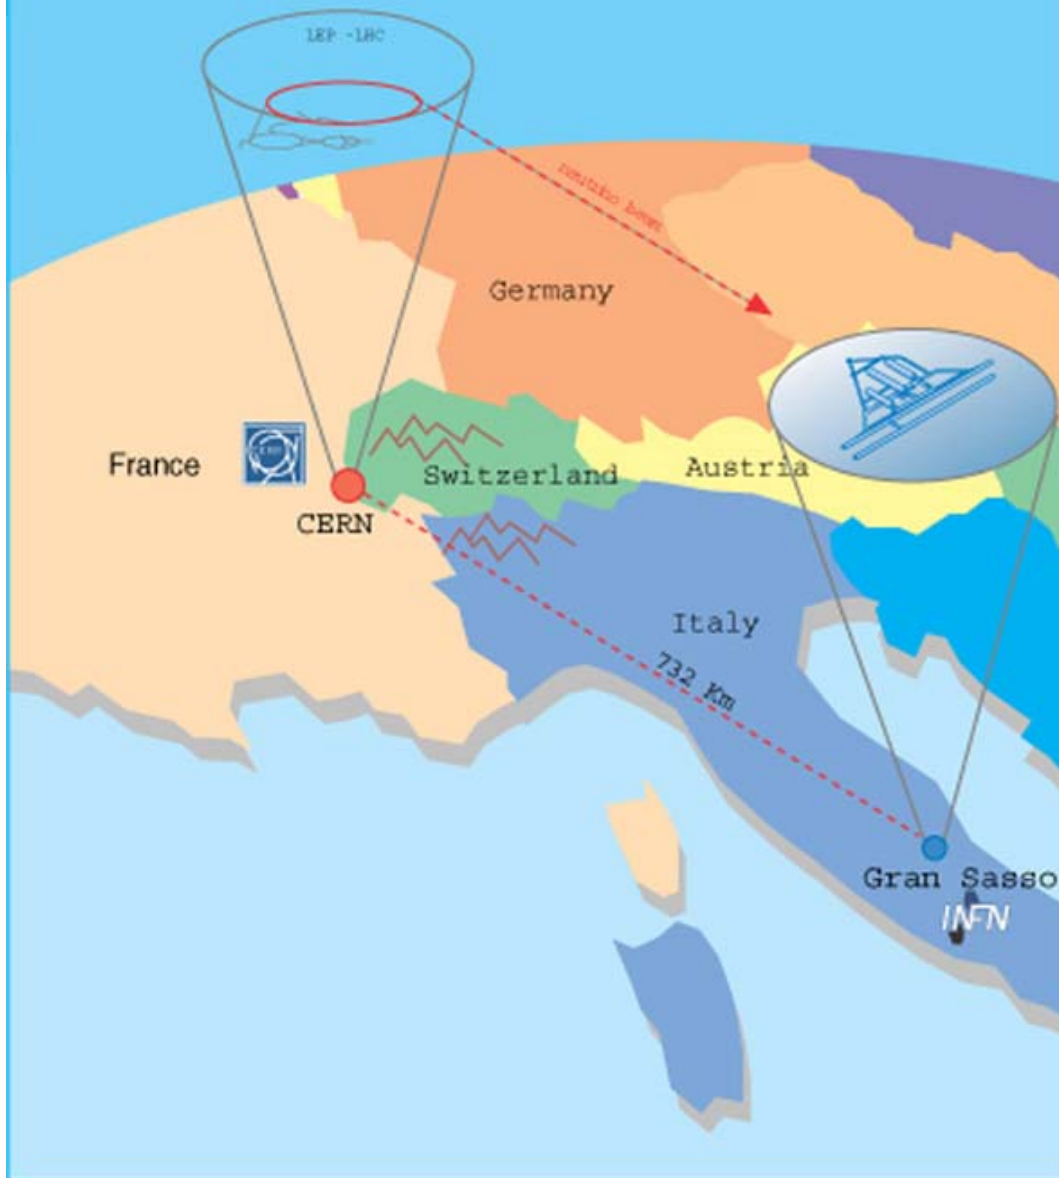 LEP -LHC
neutrino beam
Germany
France
Switzerland
Austria
CERN
Italy
732 Km
Gran Sasso
INFN